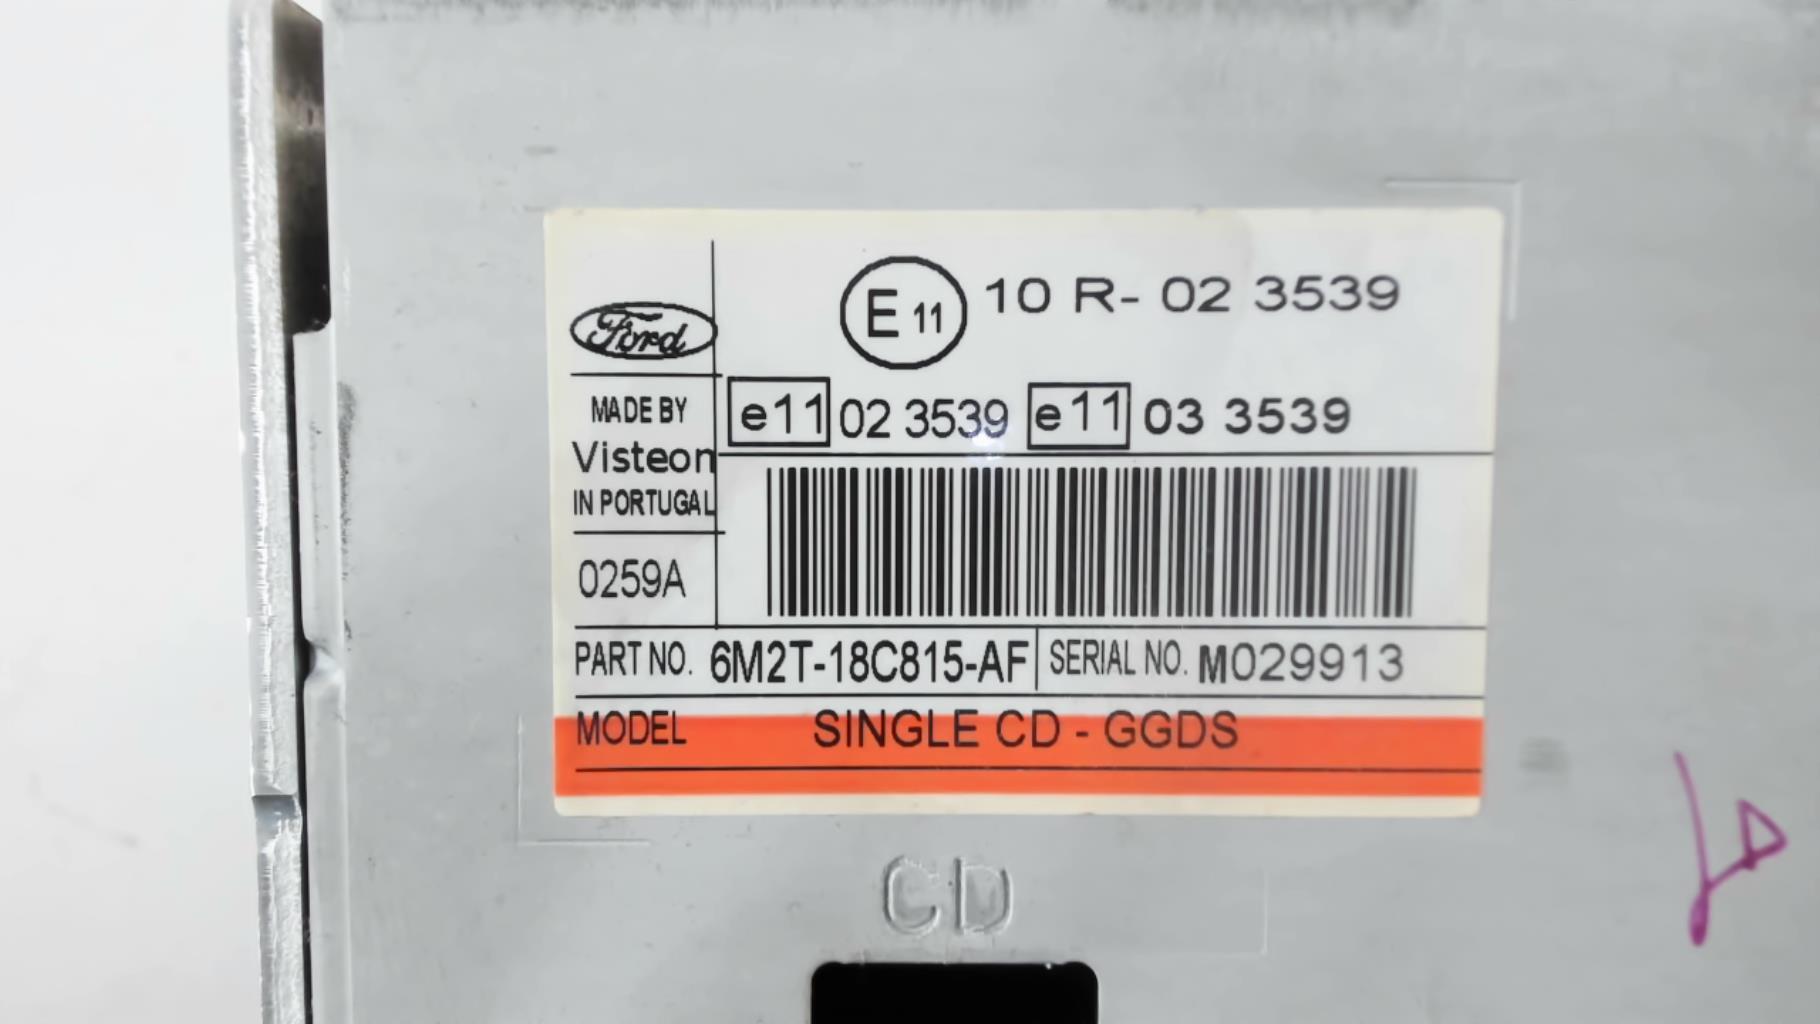 Ford
E 11 10 R- 02 3539
e11 02 3539 e11 03 3539
MADE BY
Visteon
IN PORTUGAL
0259A
PART NO. 6M2T-18C815-AF SERIAL NO. M029913
MODEL SINGLE CD - GGDS
CD